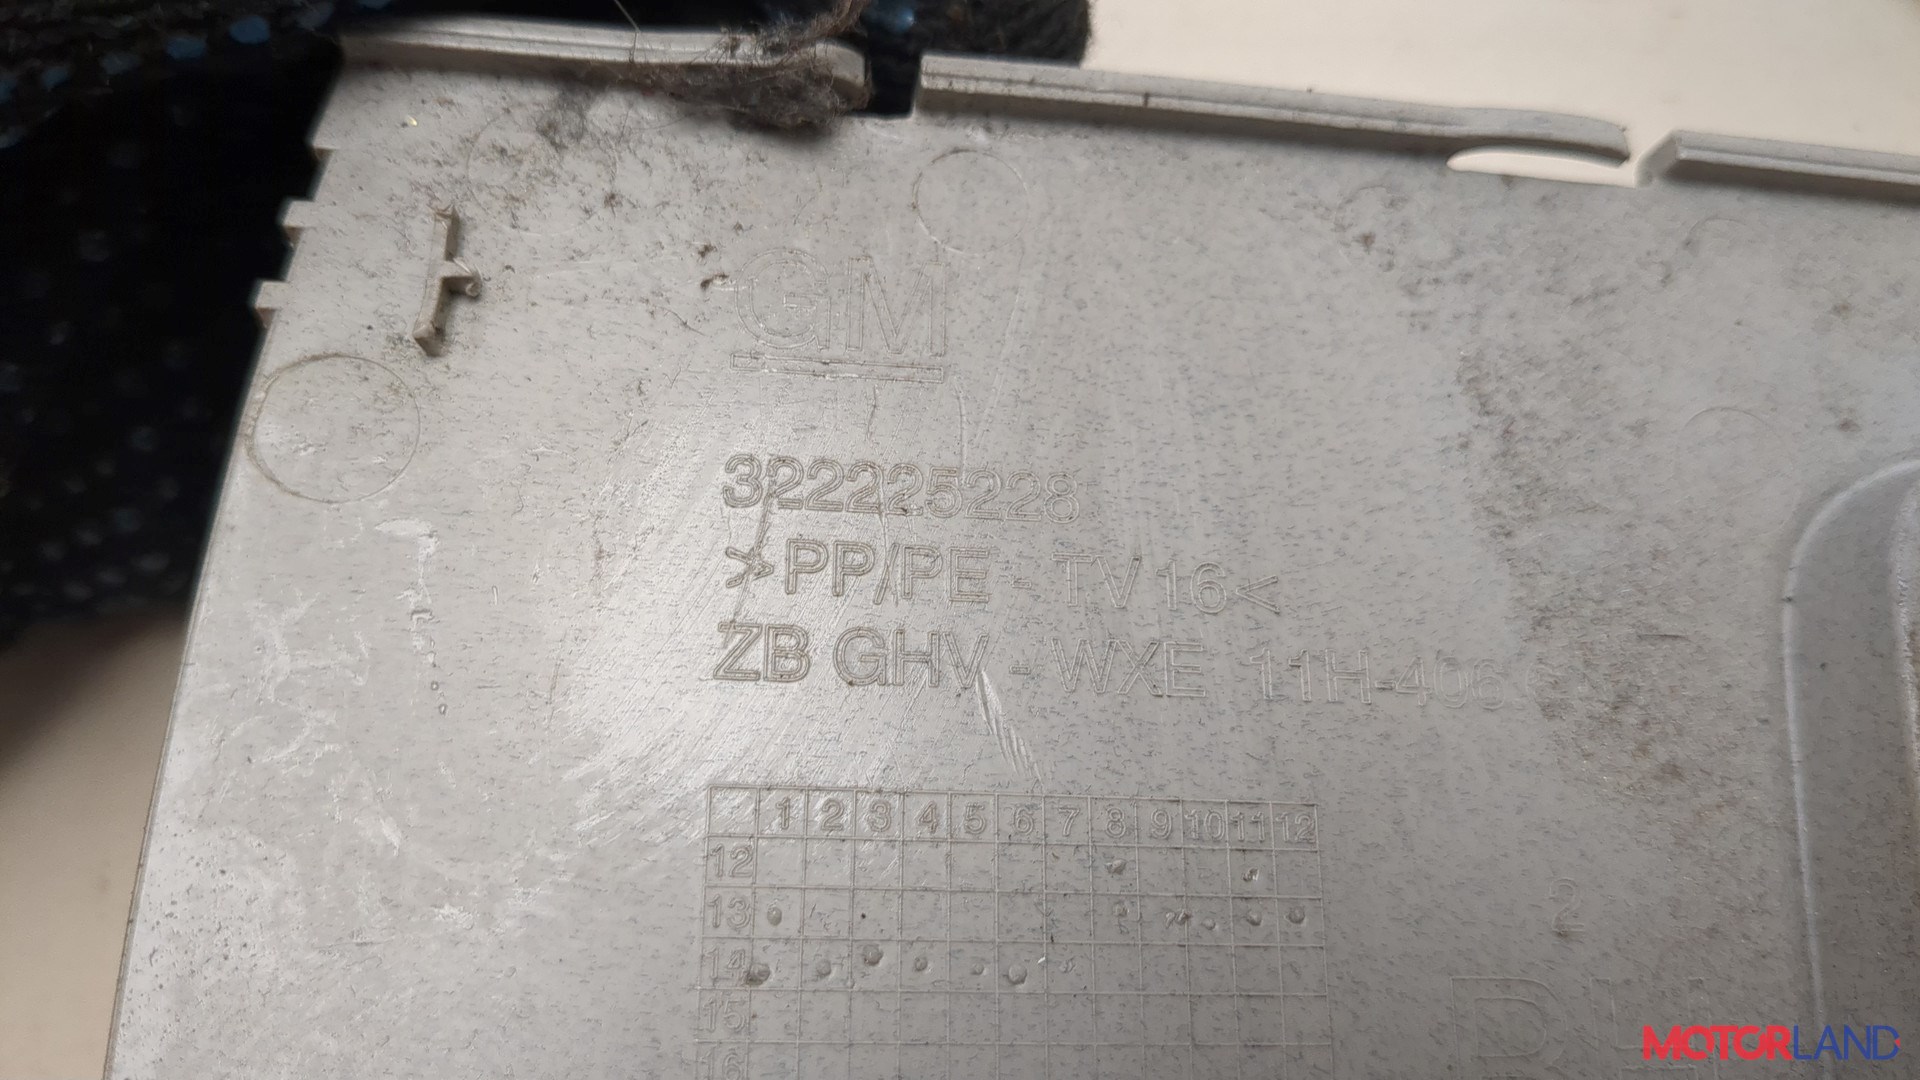 GM
322225228
>PP/PE - TV 16<
ZB GHV - WXE 11H-406
1 2 3 4 5 6 7 8 9 10 11 12
12
13
14
15
16
2
MOTORLAND